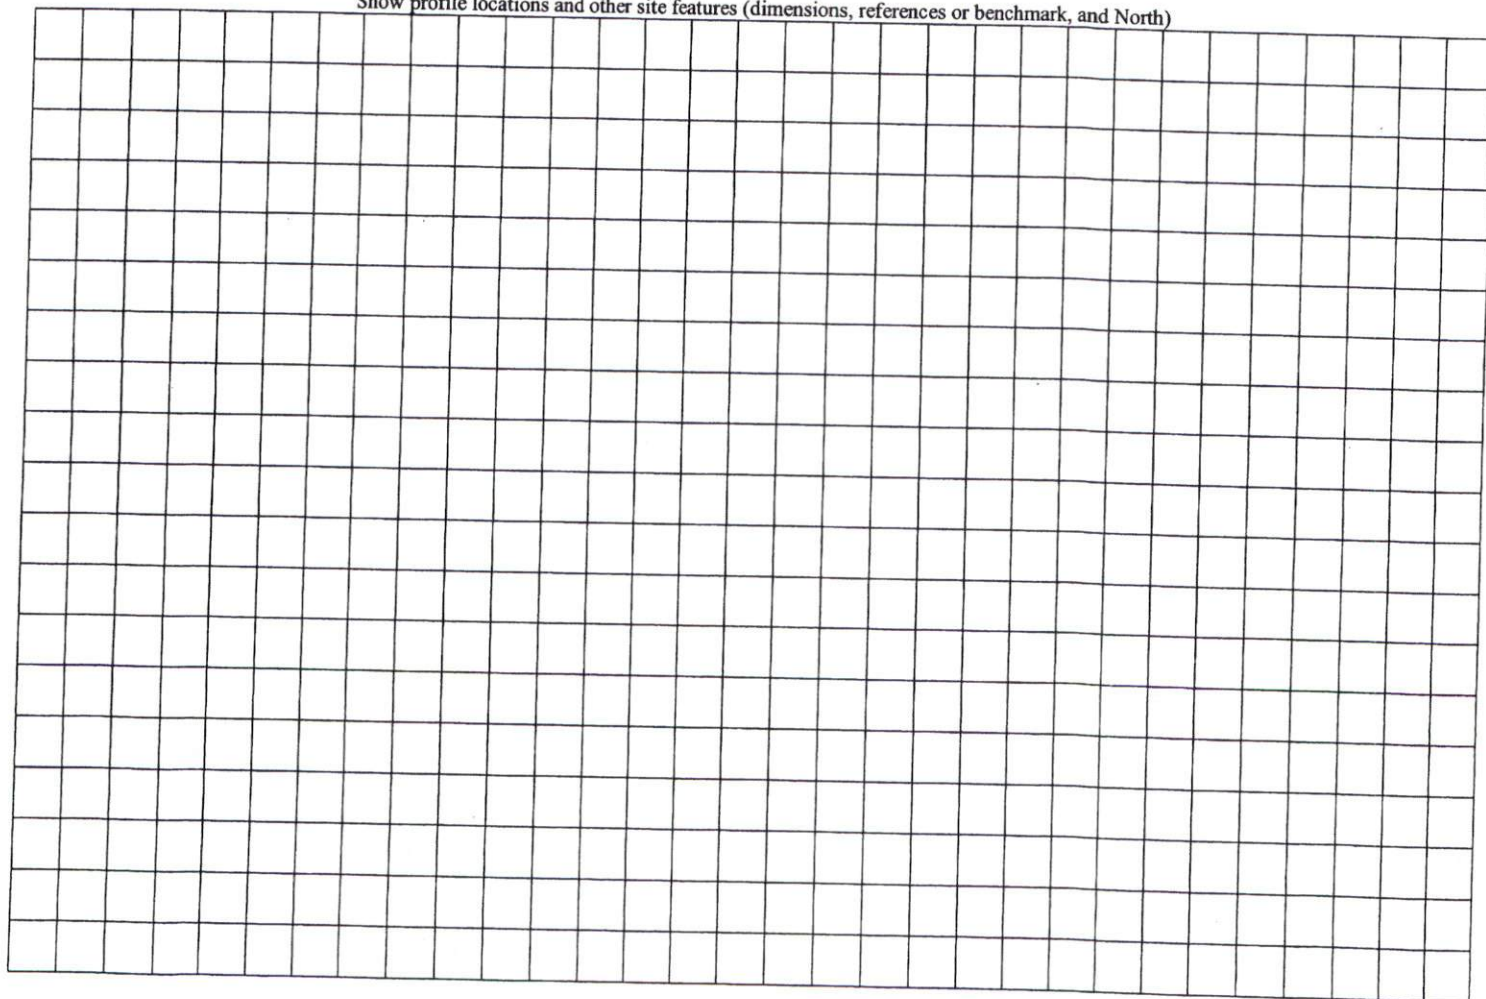 Show profile locations and other site features (dimensions, references or benchmark, and North)